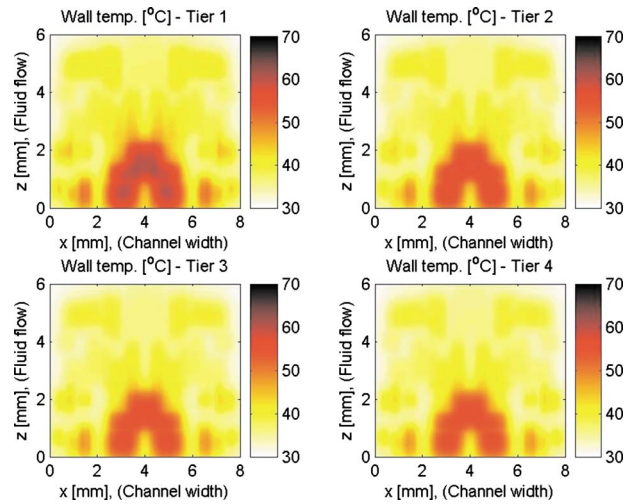 Wall temp. [°C] - Tier 1
6
4
2
0
z [mm], (Fluid flow)
0 2 4 6 8
x [mm], (Channel width)
70
60
50
40
30
Wall temp. [°C] - Tier 2
6
4
2
0
z [mm], (Fluid flow)
0 2 4 6 8
x [mm], (Channel width)
70
60
50
40
30
Wall temp. [°C] - Tier 3
6
4
2
0
z [mm], (Fluid flow)
0 2 4 6 8
x [mm], (Channel width)
70
60
50
40
30
Wall temp. [°C] - Tier 4
6
4
2
0
z [mm], (Fluid flow)
0 2 4 6 8
x [mm], (Channel width)
70
60
50
40
30